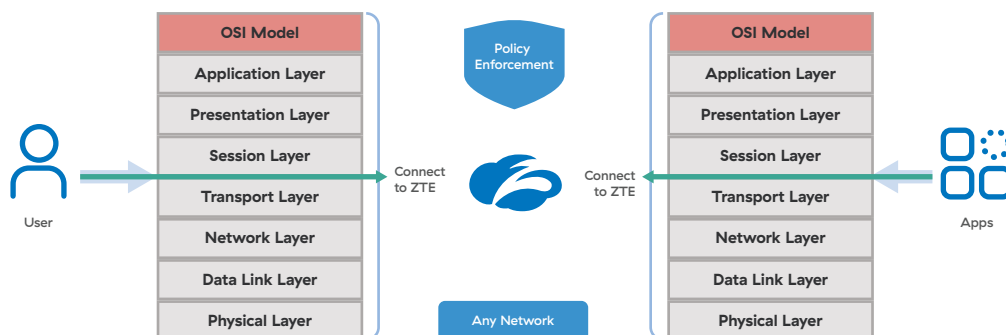 OSI Model
Application Layer
Presentation Layer
Session Layer
Transport Layer
Network Layer
Data Link Layer
Physical Layer
User
Connect
to ZTE
Policy
Enforcement
Any Network
Connect
to ZTE
OSI Model
Application Layer
Presentation Layer
Session Layer
Transport Layer
Network Layer
Data Link Layer
Physical Layer
Apps